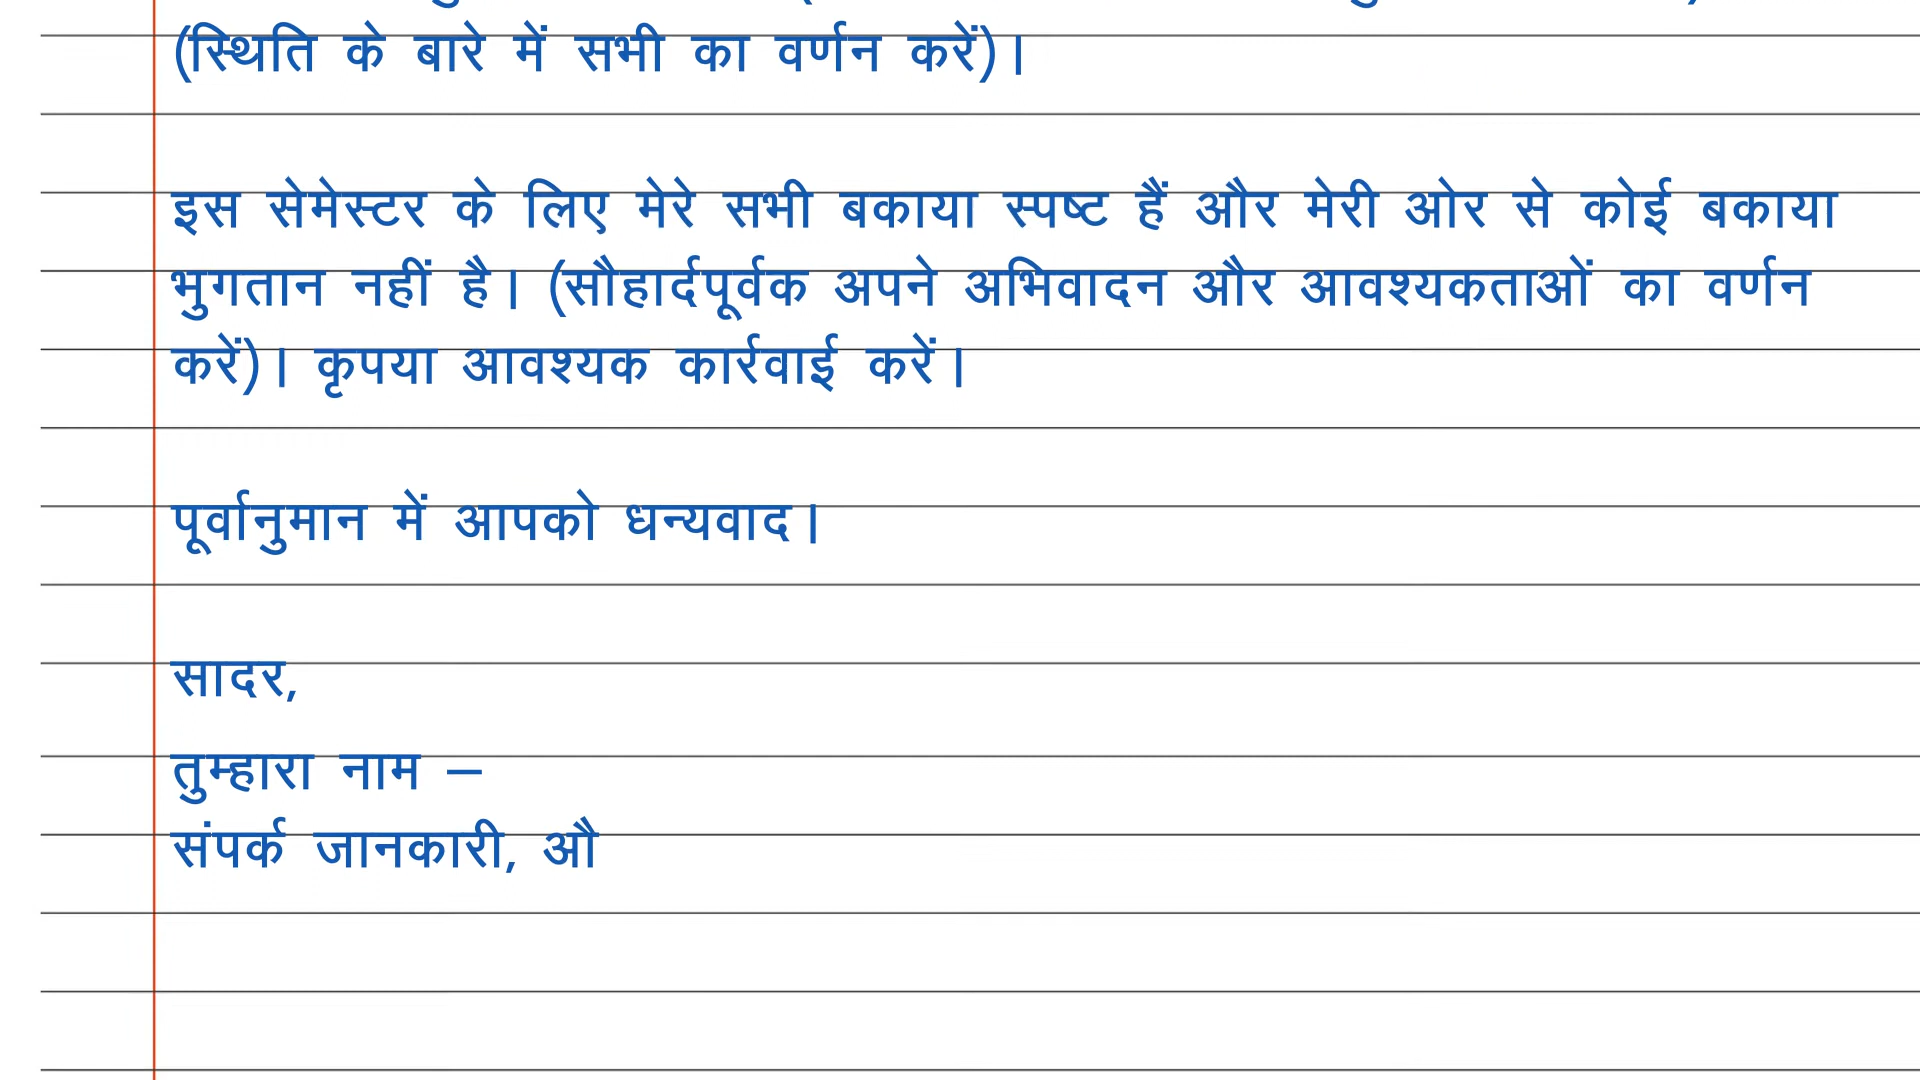 (स्थिति के बारे में सभी का वर्णन करें)।
इस सेमेस्टर के लिए मेरे सभी बकाया स्पष्ट हैं और मेरी ओर से कोई बकाया
भुगतान नहीं है। (सौहार्दपूर्वक अपने अभिवादन और आवश्यकताओं का वर्णन
करें)। कृपया आवश्यक कार्रवाई करें।
पूर्वानुमान में आपको धन्यवाद।
सादर,
तुम्हारा नाम –
संपर्क जानकारी, औ